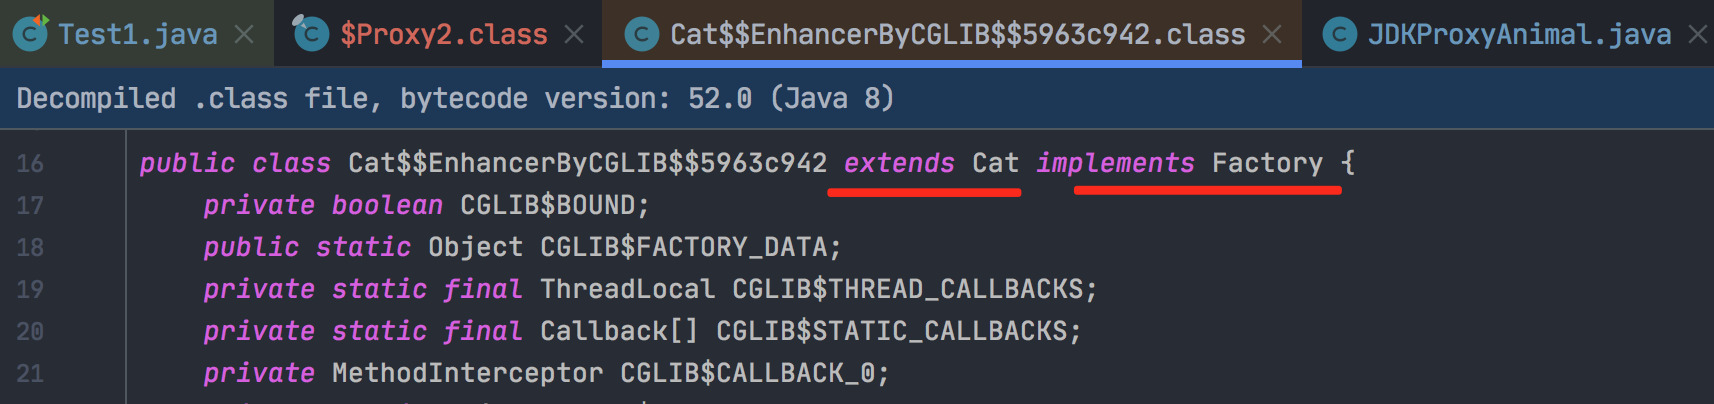 Test1.java $Proxy2.class Cat$$EnhancerByCGLIB$$5963c942.class JDKProxyAnimal.java
Decompiled .class file, bytecode version: 52.0 (Java 8)
16 public class Cat$$EnhancerByCGLIB$$5963c942 extends Cat implements Factory {
17 private boolean CGLIB$BOUND;
18 public static Object CGLIB$FACTORY_DATA;
19 private static final ThreadLocal CGLIB$THREAD_CALLBACKS;
20 private static final Callback[] CGLIB$STATIC_CALLBACKS;
21 private MethodInterceptor CGLIB$CALLBACK_0;